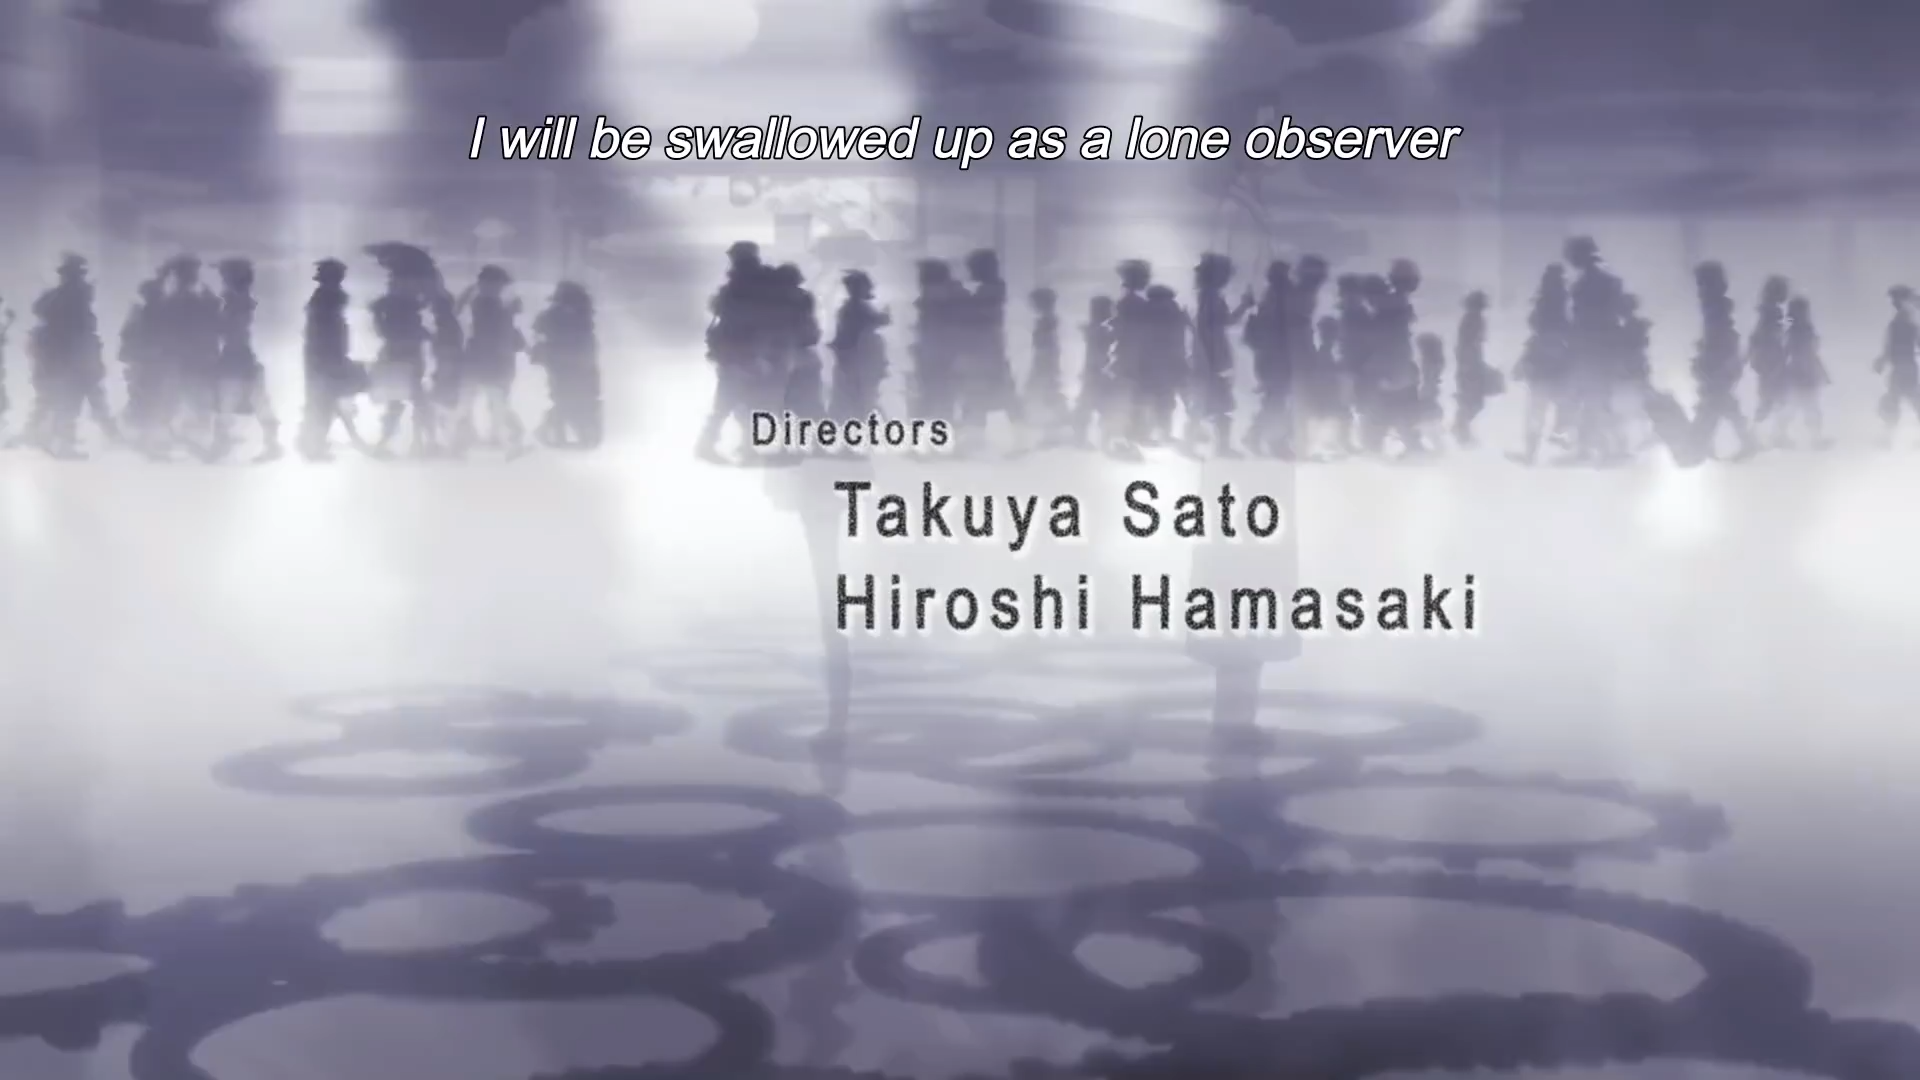 I will be swallowed up as a lone observer
Directors
Takuya Sato
Hiroshi Hamasaki